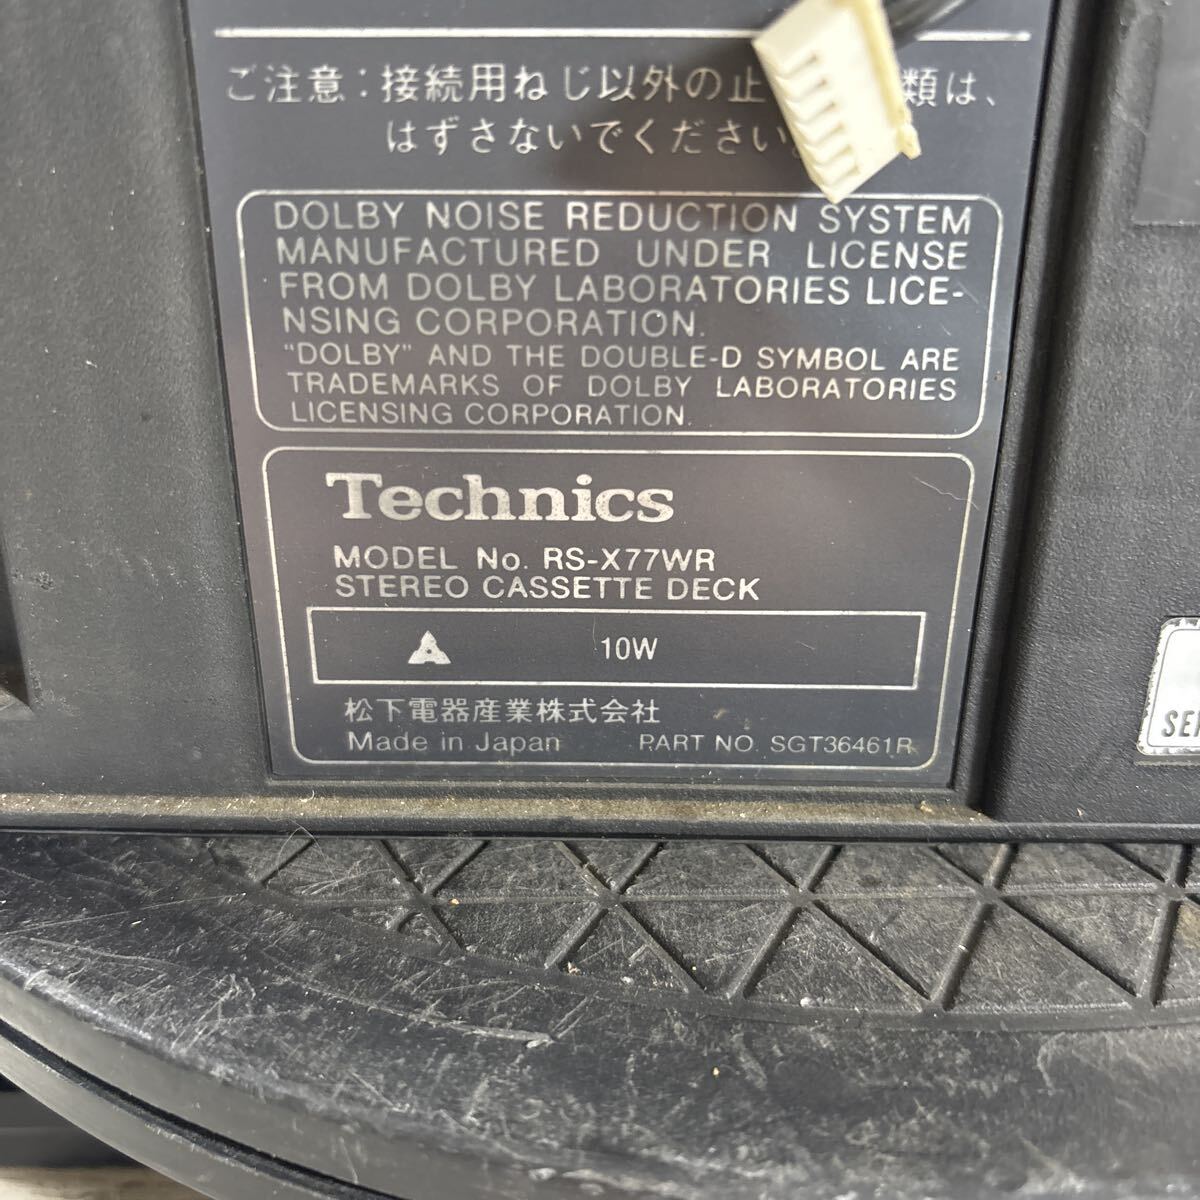 ご注意：接続用ねじ以外の止 類は、
はずさないでください
DOLBY NOISE REDUCTION SYSTEM
MANUFACTURED UNDER LICENSE
FROM DOLBY LABORATORIES LICE-
NSING CORPORATION.
"DOLBY" AND THE DOUBLE-D SYMBOL ARE
TRADEMARKS OF DOLBY LABORATORIES
LICENSING CORPORATION.
Technics
MODEL No. RS-X77WR
STEREO CASSETTE DECK
10W
松下電器産業株式会社
Made in Japan PART NO. SGT36461R